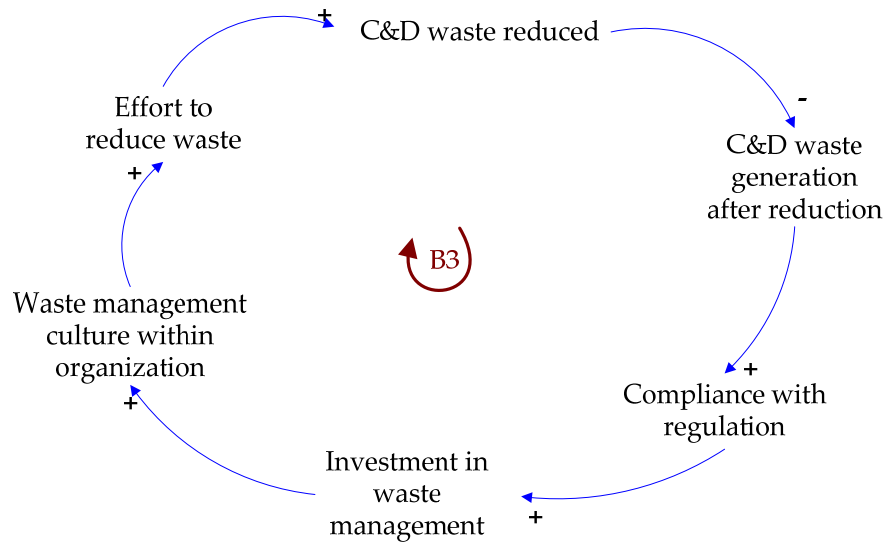 +
C&D waste reduced
-
Effort to
reduce waste
+
C&D waste
generation
after reduction
B3
Waste management
culture within
organization
+
+
Compliance with
regulation
Investment in
waste
management
+